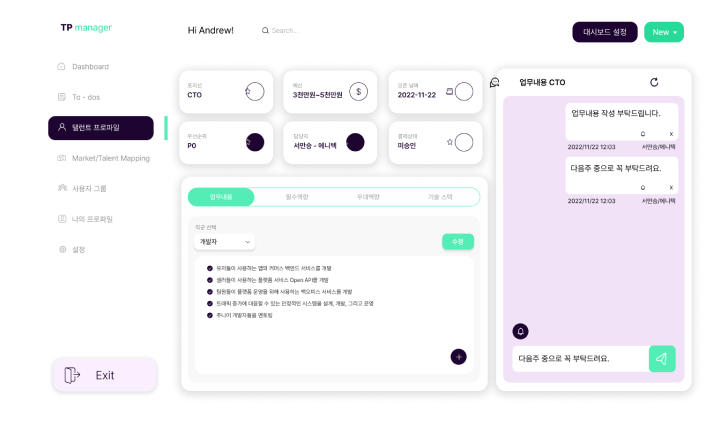 TP manager
Hi Andrew!
Search...
대시보드 설정
New
Dashboard
To - dos
탤런트 프로파일
Market/Talent Mapping
사용자 그룹
나의 프로파일
설정
Exit
포지션
CTO
예산
3천만원~5천만원
$
오픈 날짜
2022-11-22
우선순위
P0
담당자
서반승 - 에니백
결재상태
미승인
업무내용
필수역량
우대역량
기술 스택
직군 선택
개발자
수정
유저들이 사용하는 앱의 커머스 백엔드 서비스를 개발
셀러들이 사용하는 플랫폼 서비스 Open API를 개발
팀원들이 플랫폼 운영을 위해 사용하는 백오피스 서비스를 개발
트래픽 증가에 대응할 수 있는 안정적인 시스템을 설계, 개발, 그리고 운영
주니어 개발자들을 멘토링
업무내용 CTO
업무내용 작성 부탁드립니다.
x
2022/11/22 12:03 서반승/에니텍
다음주 중으로 꼭 부탁드려요.
x
2022/11/22 12:03 서반승/에니텍
다음주 중으로 꼭 부탁드려요.